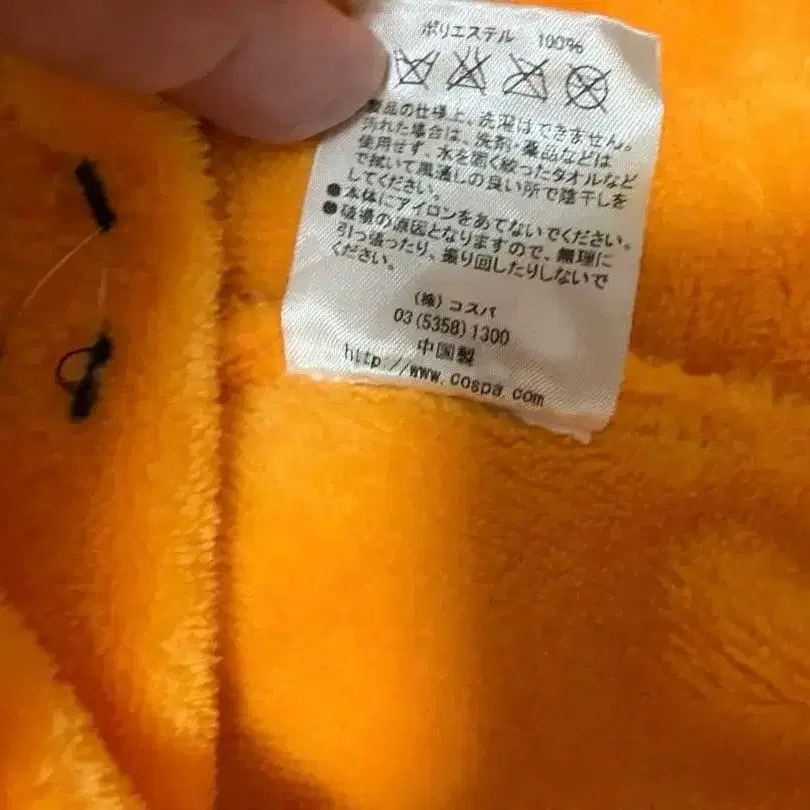 ポリエステル 100%
製品の仕様上、洗濯はできません。
汚れた場合は、洗剤・薬品などは
使用せず、水を固く絞ったタオルなど
で拭いて風通しの良い所で陰干しを
してください。
●本体にアイロンをあてないでください。
●破損の原因となりますので、無理に
引っ張ったり、振り回したりしないで
ください。
(株)コスパ
03(5358)1300
中国製
http://www.cospa.com